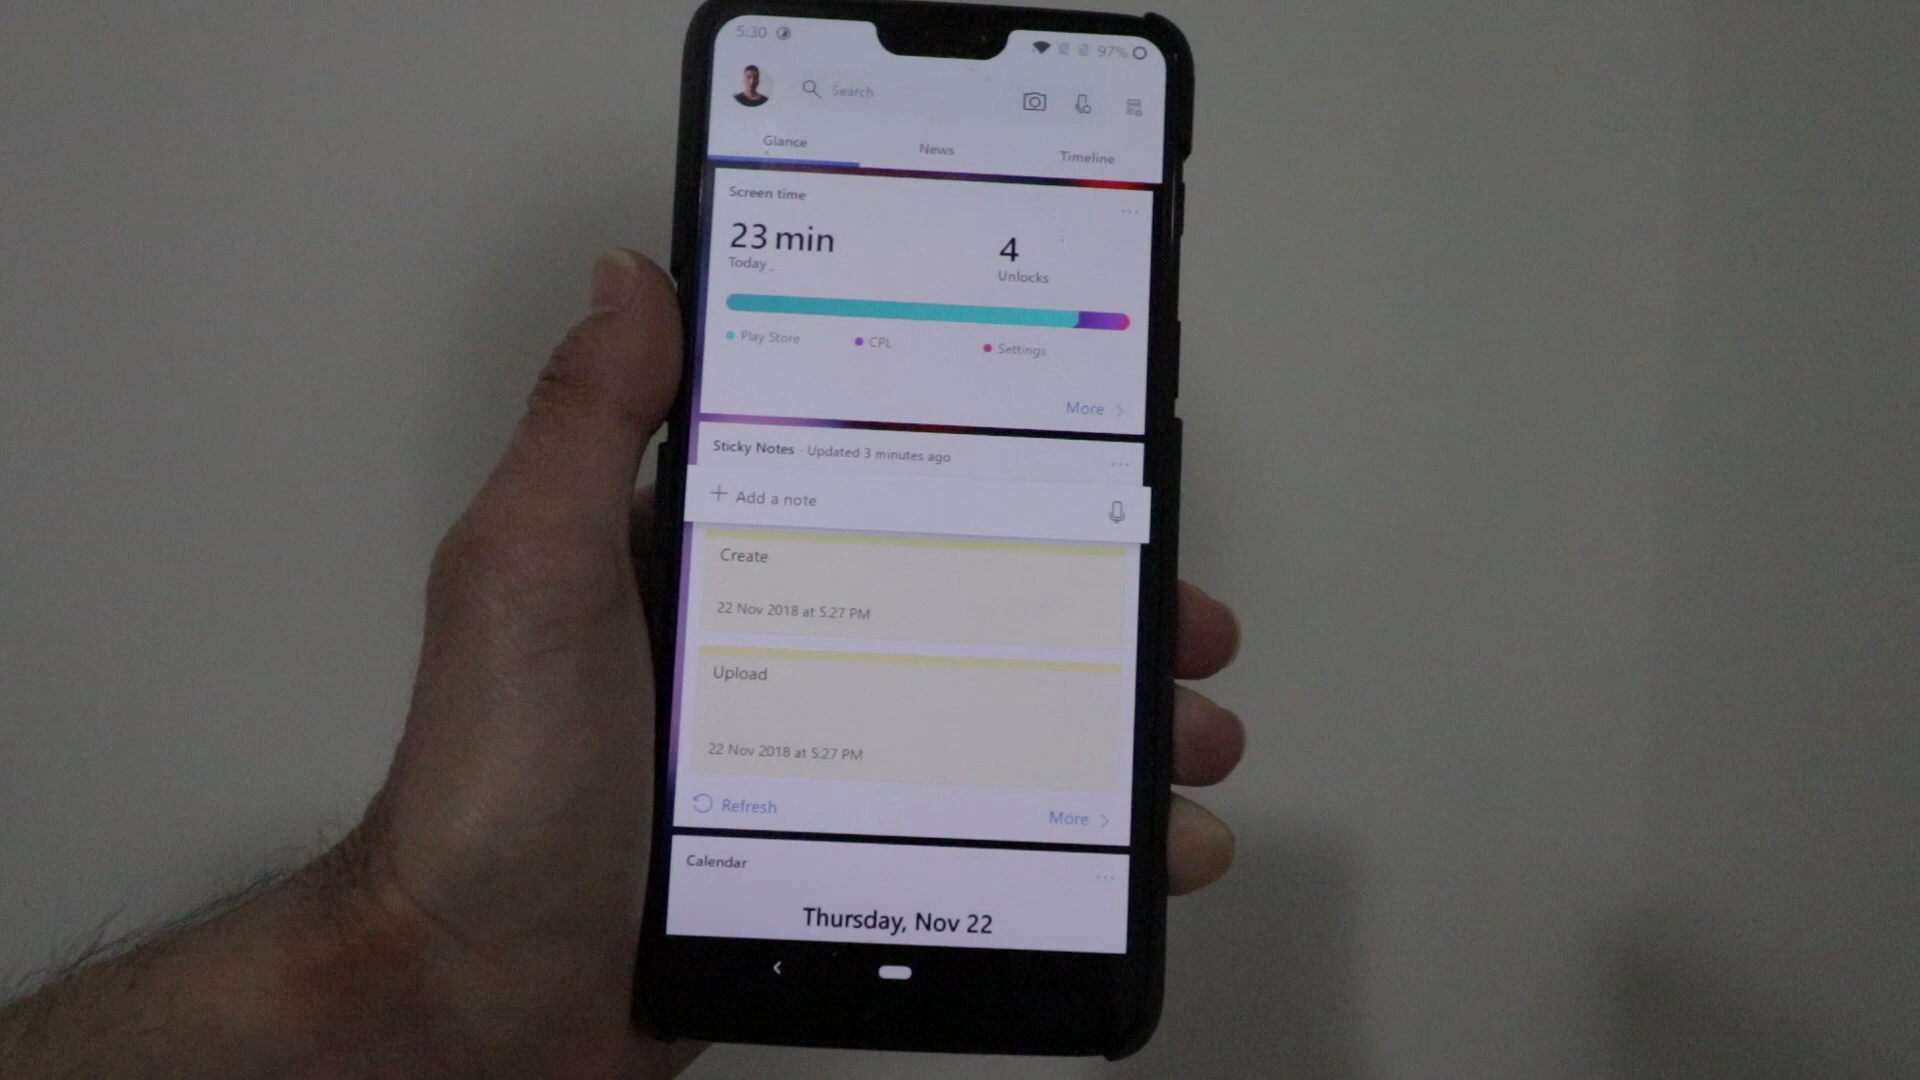 5:30
97%
Search
Glance
News
Timeline
Screen time
23 min
4
Today
Unlocks
Play Store
CPL
Settings
More
Sticky Notes · Updated 3 minutes ago
+ Add a note
Create
22 Nov 2018 at 5:27 PM
Upload
22 Nov 2018 at 5:27 PM
Refresh
More
Calendar
Thursday, Nov 22